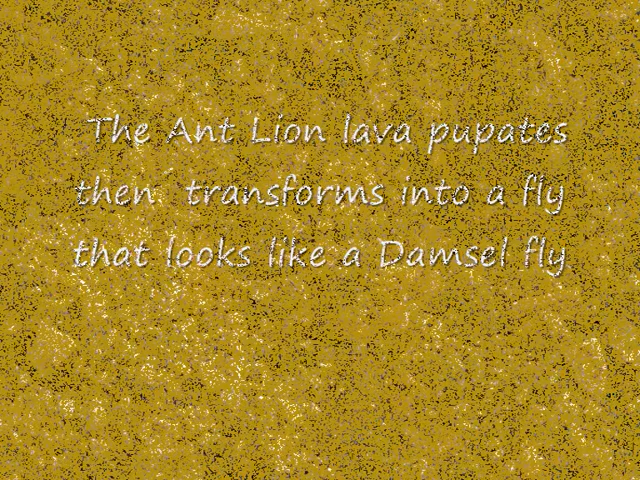 The Ant Lion lava pupates
then transforms into a fly
that looks like a Damsel fly